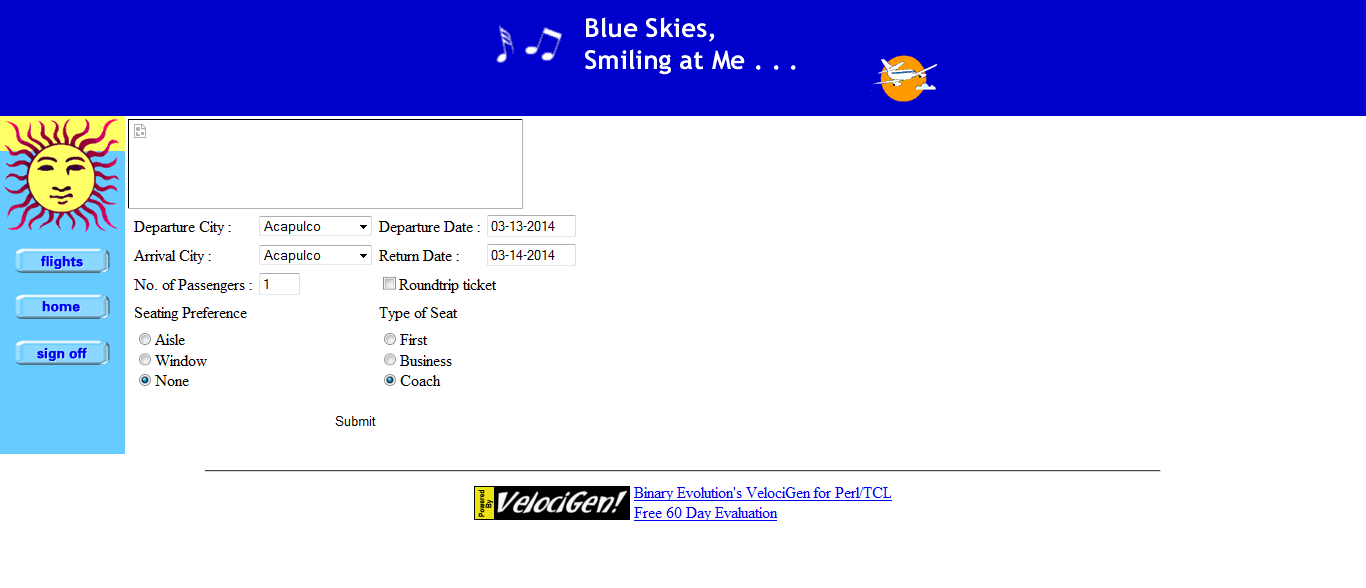 Blue Skies,
Smiling at Me . . .
flights
home
sign off
Departure City : Acapulco Departure Date : 03-13-2014
Arrival City : Acapulco Return Date : 03-14-2014
No. of Passengers : 1 Roundtrip ticket
Seating Preference Type of Seat
Aisle First
Window Business
None Coach
Submit
Powered By VelociGen!
Binary Evolution's VelociGen for Perl/TCL
Free 60 Day Evaluation